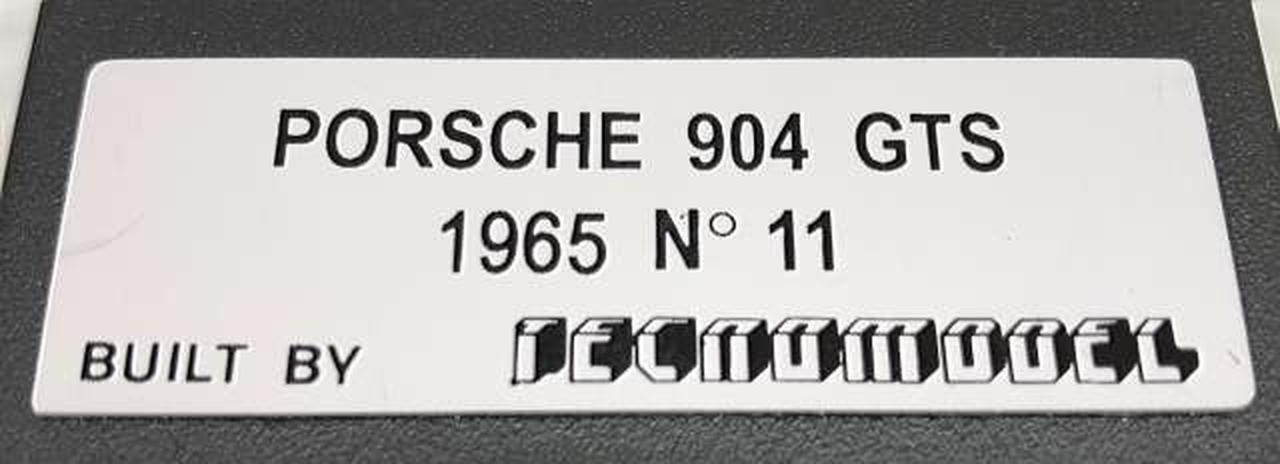 PORSCHE 904 GTS
1965 N° 11
BUILT BY TECNOMODEL